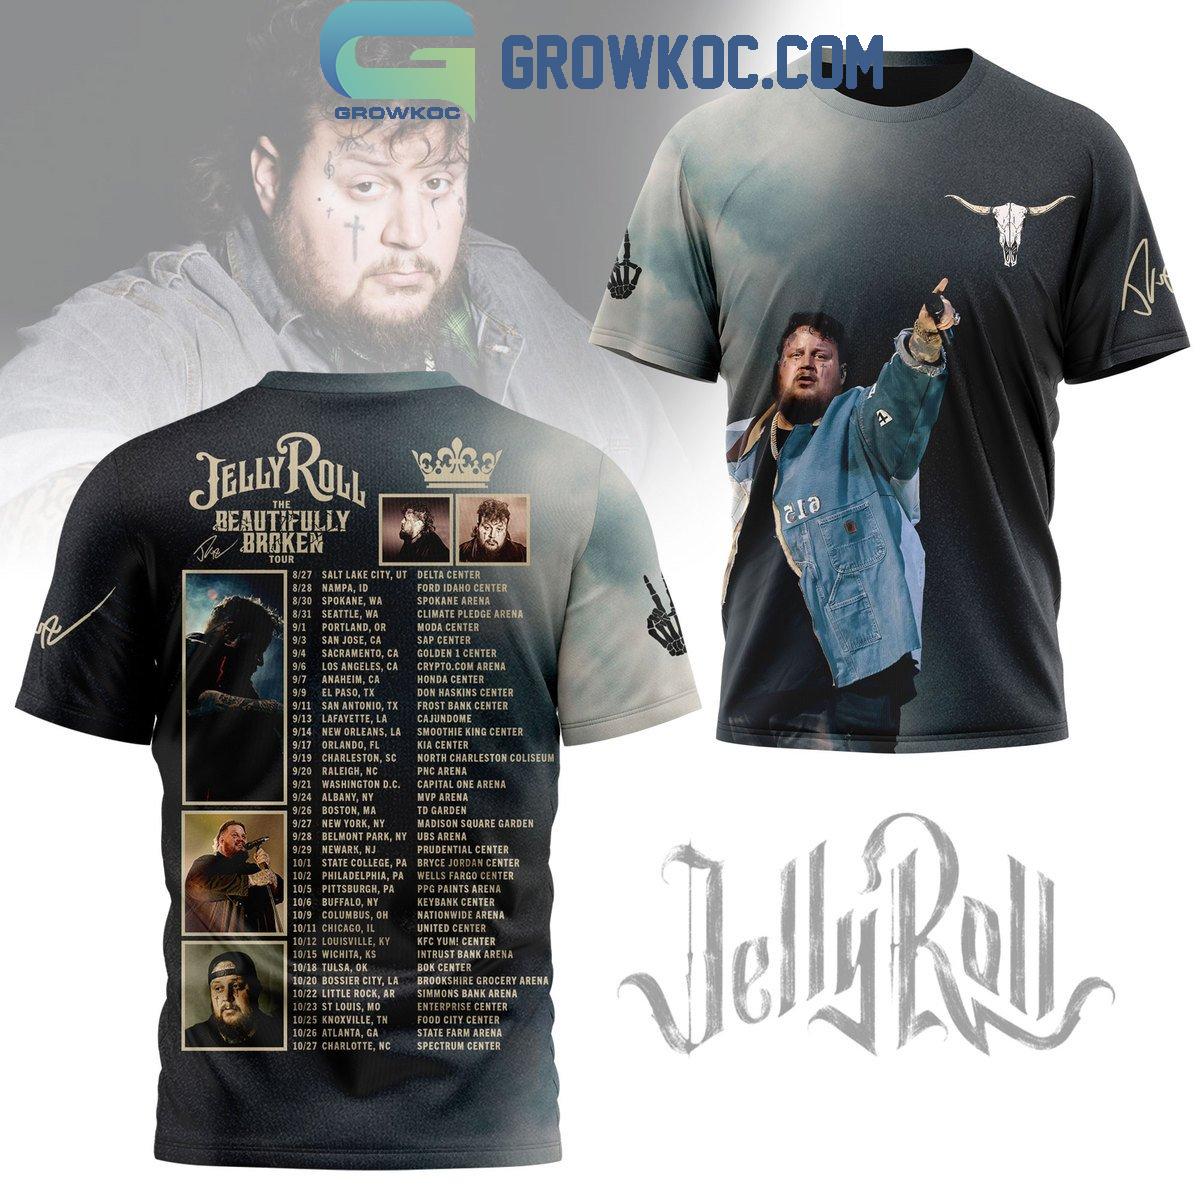 GROWKOC.COM
GROWKOC
JELLY ROLL
THE
BEAUTIFULLY
BROKEN
TOUR
8/27 SALT LAKE CITY, UT DELTA CENTER
8/28 NAMPA, ID FORD IDAHO CENTER
8/30 SPOKANE, WA SPOKANE ARENA
8/31 SEATTLE, WA CLIMATE PLEDGE ARENA
9/1 PORTLAND, OR MODA CENTER
9/3 SAN JOSE, CA SAP CENTER
9/4 SACRAMENTO, CA GOLDEN 1 CENTER
9/6 LOS ANGELES, CA CRYPTO.COM ARENA
9/7 ANAHEIM, CA HONDA CENTER
9/9 EL PASO, TX DON HASKINS CENTER
9/11 SAN ANTONIO, TX FROST BANK CENTER
9/13 LAFAYETTE, LA CAJUNDOME
9/14 NEW ORLEANS, LA SMOOTHIE KING CENTER
9/17 ORLANDO, FL KIA CENTER
9/19 CHARLESTON, SC NORTH CHARLESTON COLISEUM
9/20 RALEIGH, NC PNC ARENA
9/21 WASHINGTON D.C. CAPITAL ONE ARENA
9/24 ALBANY, NY MVP ARENA
9/26 BOSTON, MA TD GARDEN
9/27 NEW YORK, NY MADISON SQUARE GARDEN
9/28 BELMONT PARK, NY UBS ARENA
9/29 NEWARK, NJ PRUDENTIAL CENTER
10/1 STATE COLLEGE, PA BRYCE JORDAN CENTER
10/2 PHILADELPHIA, PA WELLS FARGO CENTER
10/5 PITTSBURGH, PA PPG PAINTS ARENA
10/6 BUFFALO, NY KEYBANK CENTER
10/9 COLUMBUS, OH NATIONWIDE ARENA
10/11 CHICAGO, IL UNITED CENTER
10/12 LOUISVILLE, KY KFC YUM! CENTER
10/15 WICHITA, KS INTRUST BANK ARENA
10/18 TULSA, OK BOK CENTER
10/20 BOSSIER CITY, LA BROOKSHIRE GROCERY ARENA
10/22 LITTLE ROCK, AR SIMMONS BANK ARENA
10/23 ST LOUIS, MO ENTERPRISE CENTER
10/25 KNOXVILLE, TN FOOD CITY CENTER
10/26 ATLANTA, GA STATE FARM ARENA
10/27 CHARLOTTE, NC SPECTRUM CENTER
4
615
Jelly Roll